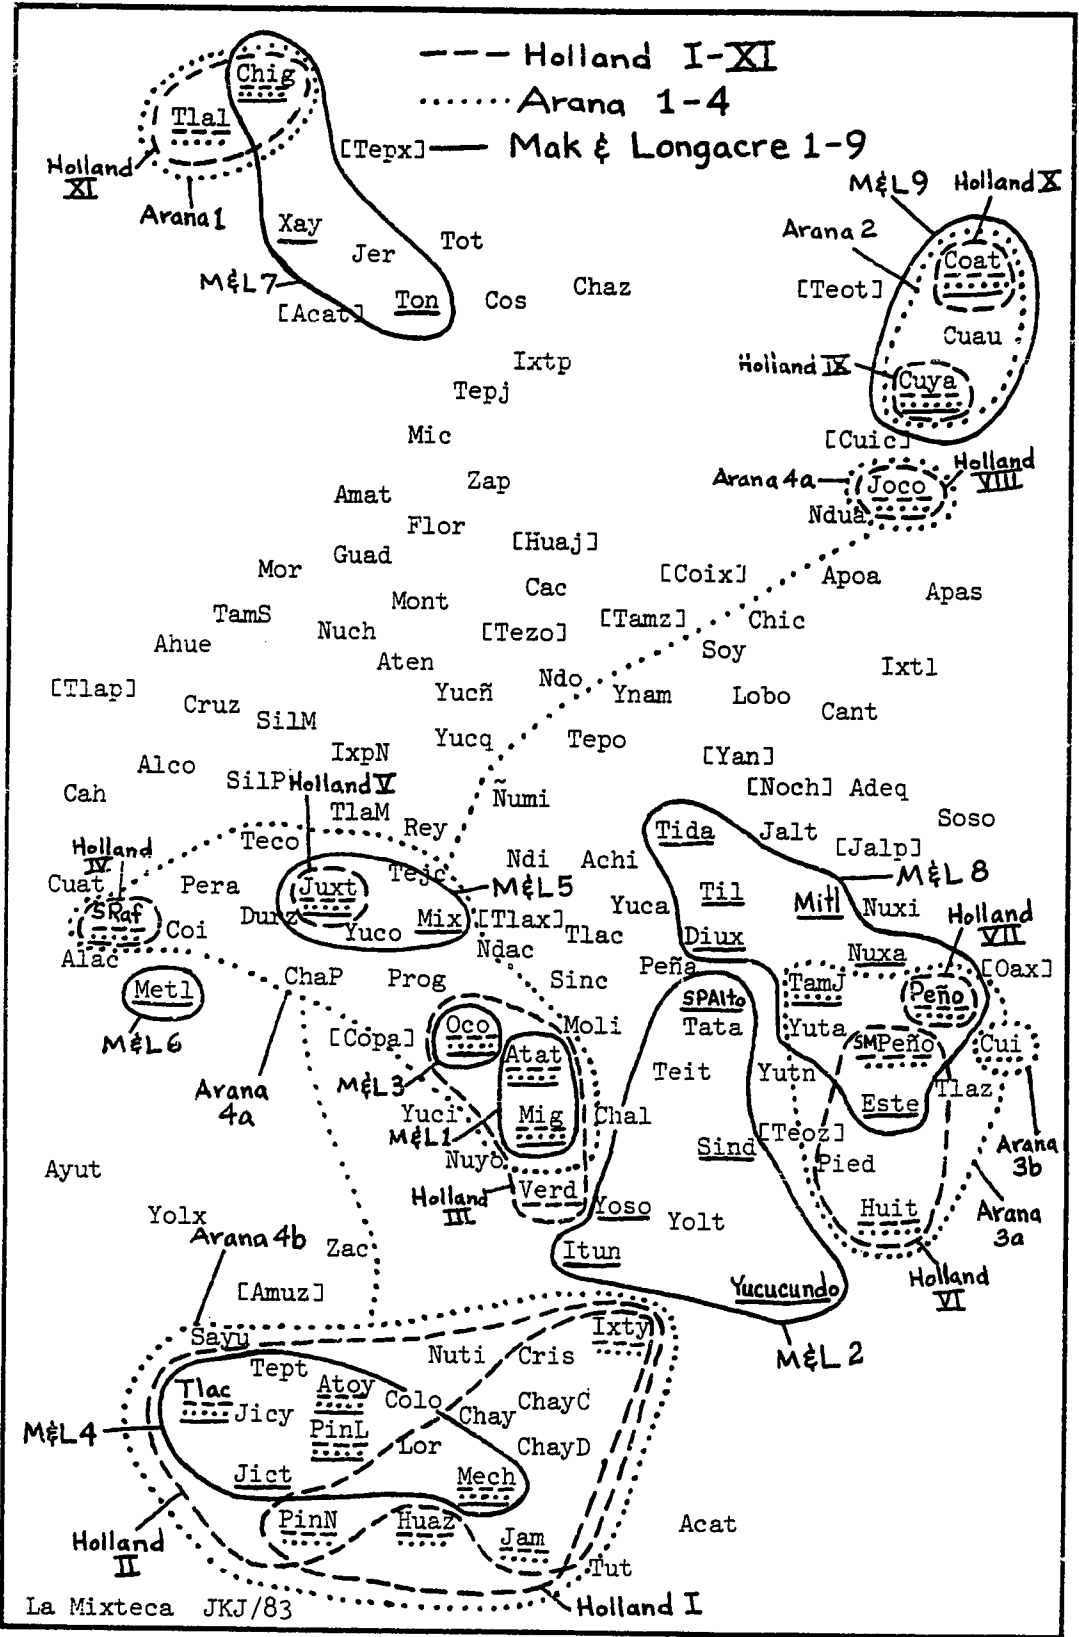 Holland I-XI
Arana 1-4
Mak & Longacre 1-9
Chig
Tlal
[Tepx]
Holland XI
Arana 1
M&L9
Holland X
Arana 2
Xay
Jer
Tot
M&L7
[Acat]
Ton
Cos
Chaz
[Teot]
Coat
Cuau
Ixtp
Holland IX
Cuya
Tepj
Mic
[Cuic]
Zap
Arana 4a
Joco
Holland VIII
Amat
Flor
Ndua
[Huaj]
Guad
Mor
[Coix]
Apoa
Cac
Apas
Mont
TamS
[Tamz]
Chic
Nuch
[Tezo]
Ahue
Soy
Aten
Ixtl
[Tlap]
Ndo
Yucñ
Ynam
Lobo
Cruz
SilM
Cant
IxpN
Yucq
Tepo
[Yan]
Alco
SilP
Holland V
[Noch]
Adeq
Cah
Ñumi
TlaM
Rey
Soso
Teco
Tida
Jalt
[Jalp]
Holland IV
Tejc
Ndi
Achi
M&L8
Cuat
Pera
Juxt
M&L5
Yuca
Til
Mitl
Nuxi
Holland VII
SRaf
Coi
Durz
Yuco
Mix
[Tlax]
Tlac
Diux
Alac
Ndac
Nuxa
Metl
ChaP
Prog
Sinc
Peña
TamJ
[Oax]
Peño
M&L6
SPAlto
Oco
Moli
Tata
Yuta
SMPeño
Cui
[Copa]
Atat
M&L3
Teit
Yutn
Tlaz
Arana 4a
Yuci
M&L1
Mig
Chal
Este
[Teoz]
Arana 3b
Sind
Ayut
Nuyo
Pied
Holland III
Verd
Yoso
Yolt
Huit
Arana 3a
Yolx
Arana 4b
Zac
Itun
Holland VI
[Amuz]
Yucucundo
Sayu
Ixty
M&L2
Tept
Nuti
Cris
Tlac
Atoy
Colo
ChayC
Jicy
Chay
M&L4
PinL
Lor
ChayD
Jict
Mech
PinN
Huaz
Jam
Acat
Holland II
Tut
Holland I
La Mixteca JKJ/83